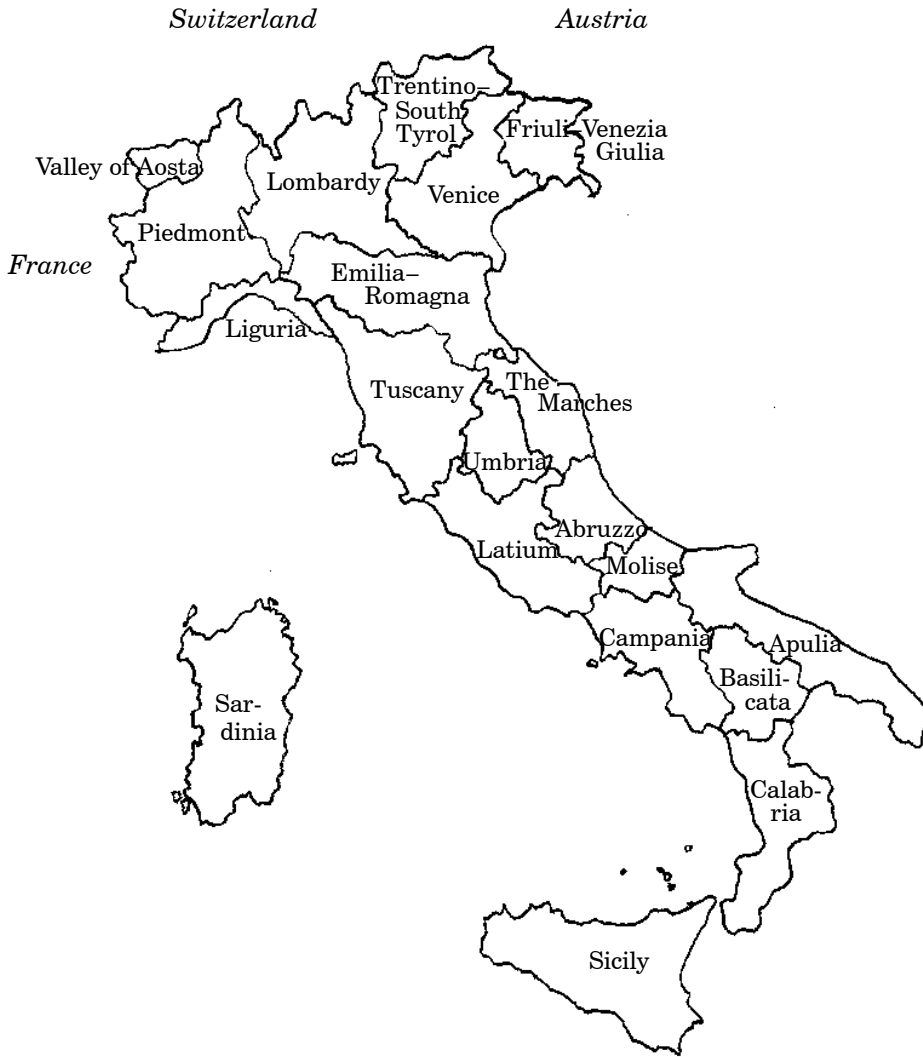 Switzerland
Austria
Trentino–
South
Tyrol
Friuli–Venezia
Giulia
Valley of Aosta
Lombardy
Venice
Piedmont
France
Emilia–
Romagna
Liguria
Tuscany
The
Marches
Umbria
Abruzzo
Latium
Molise
Campania
Apulia
Basili-
cata
Sar-
dinia
Calab-
ria
Sicily